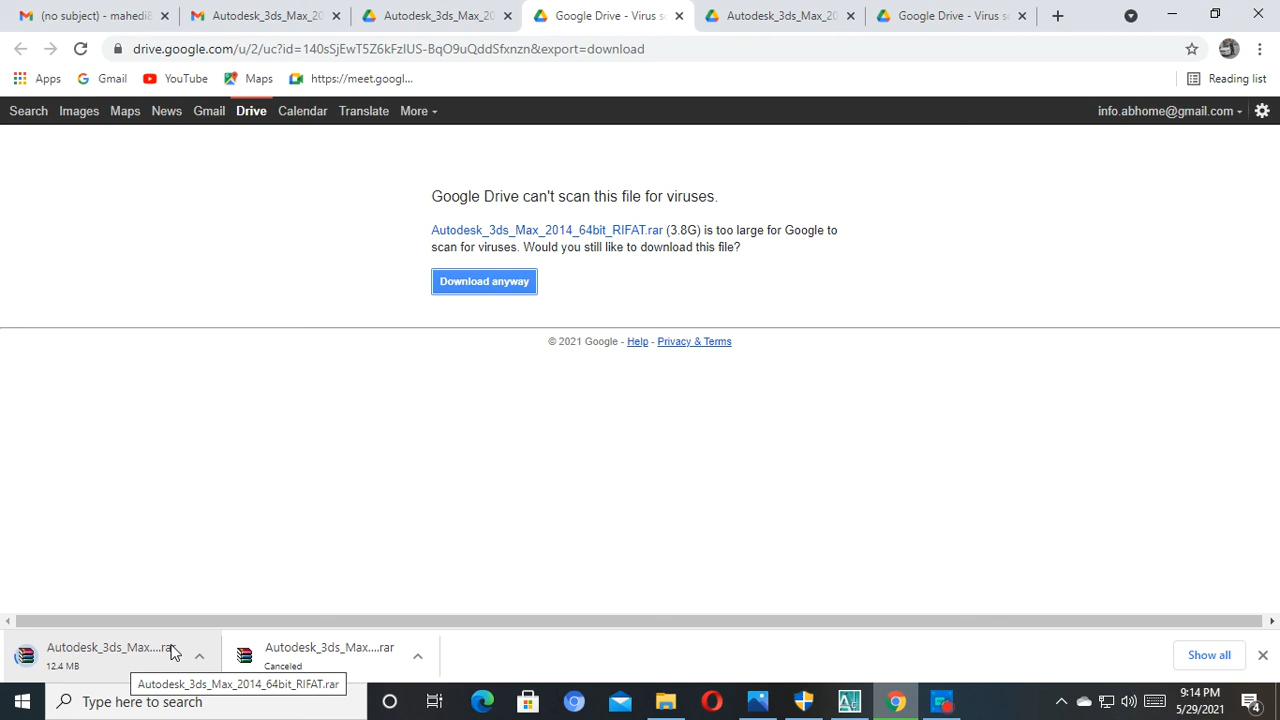 (no subject) - mahedi8
Autodesk_3ds_Max_20
Autodesk_3ds_Max_20
Google Drive - Virus s
Autodesk_3ds_Max_20
Google Drive - Virus s
drive.google.com/u/2/uc?id=140sSjEwT5Z6kFzIUS-BqO9uQddSfxnzn&export=download
Apps
Gmail
YouTube
Maps
https://meet.googl...
Reading list
Search Images Maps News Gmail Drive Calendar Translate More
info.abhome@gmail.com
Google Drive can't scan this file for viruses.
Autodesk_3ds_Max_2014_64bit_RIFAT.rar (3.8G) is too large for Google to
scan for viruses. Would you still like to download this file?
Download anyway
© 2021 Google - Help - Privacy & Terms
Autodesk_3ds_Max....rar
12.4 MB
Autodesk_3ds_Max....rar
Canceled
Show all
Autodesk_3ds_Max_2014_64bit_RIFAT.rar
Type here to search
9:14 PM
5/29/2021
4